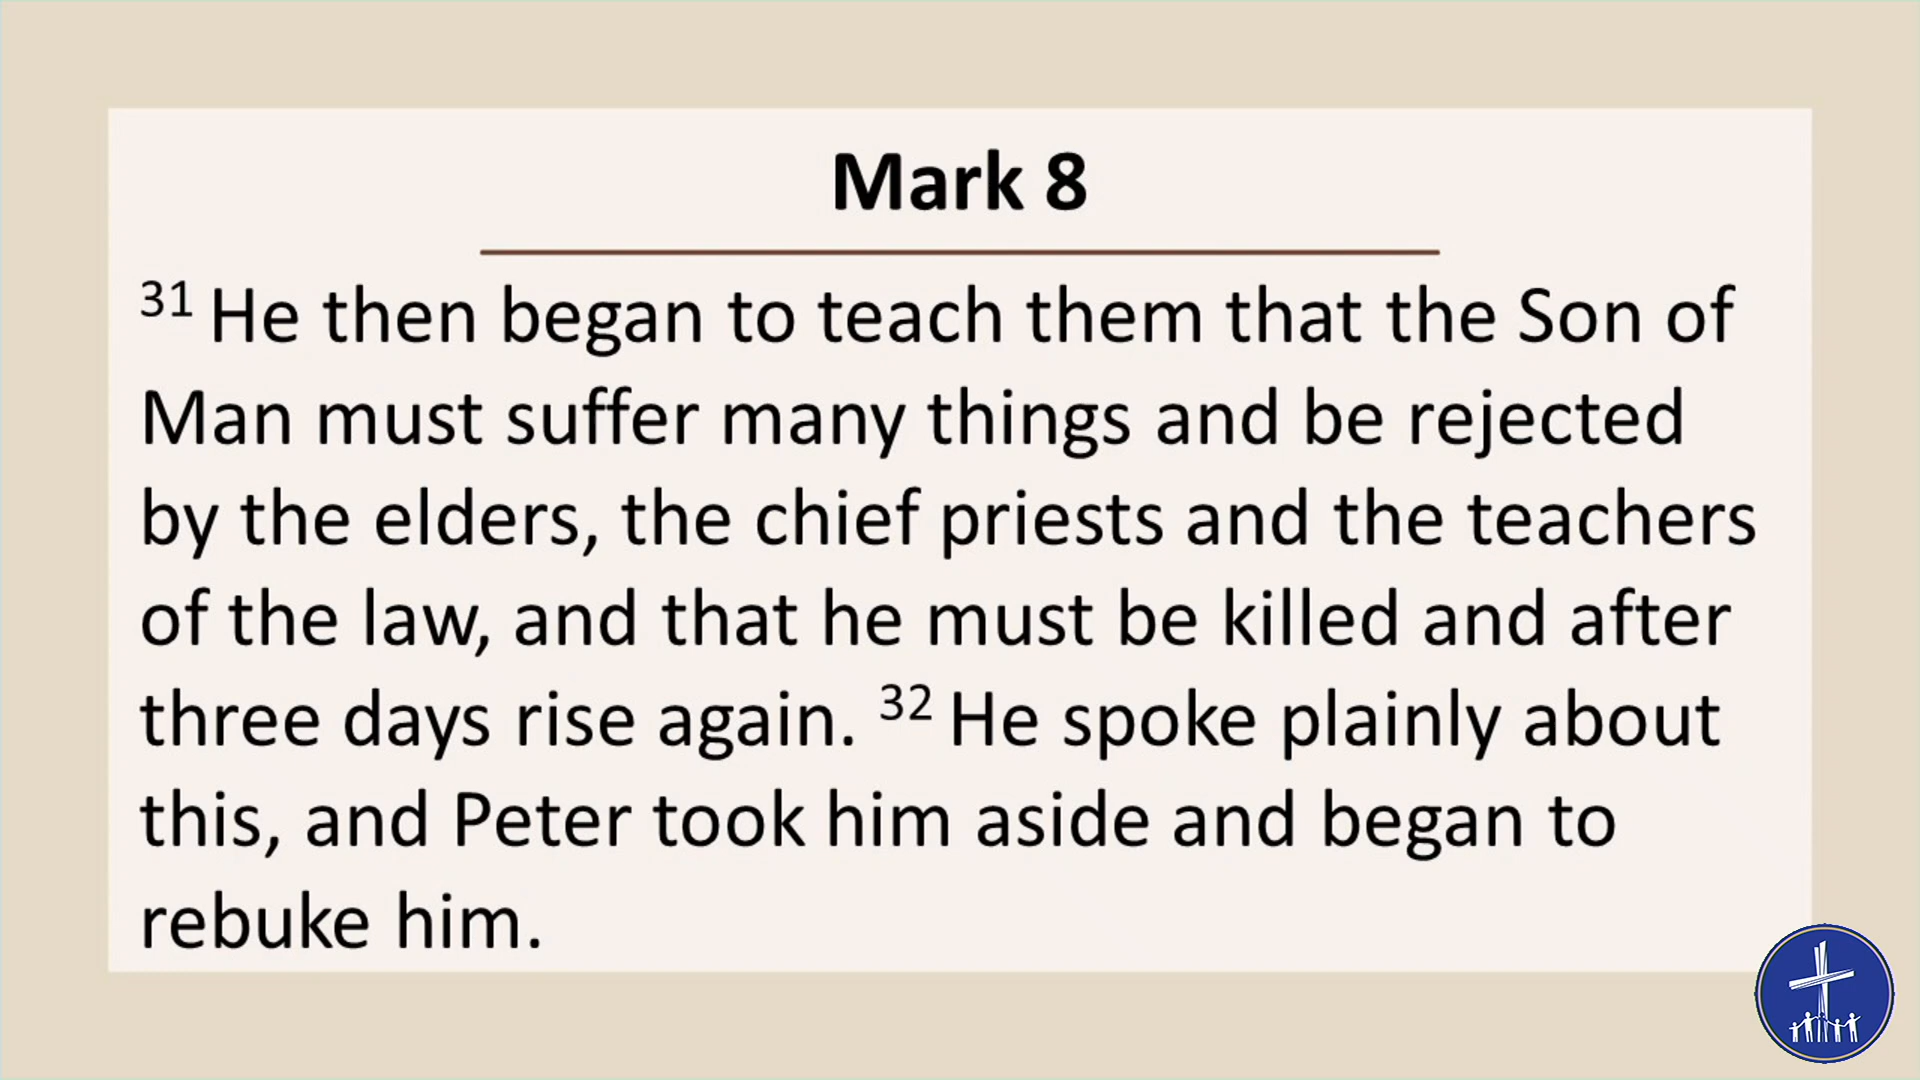 Mark 8
31 He then began to teach them that the Son of
Man must suffer many things and be rejected
by the elders, the chief priests and the teachers
of the law, and that he must be killed and after
three days rise again. 32 He spoke plainly about
this, and Peter took him aside and began to
rebuke him.